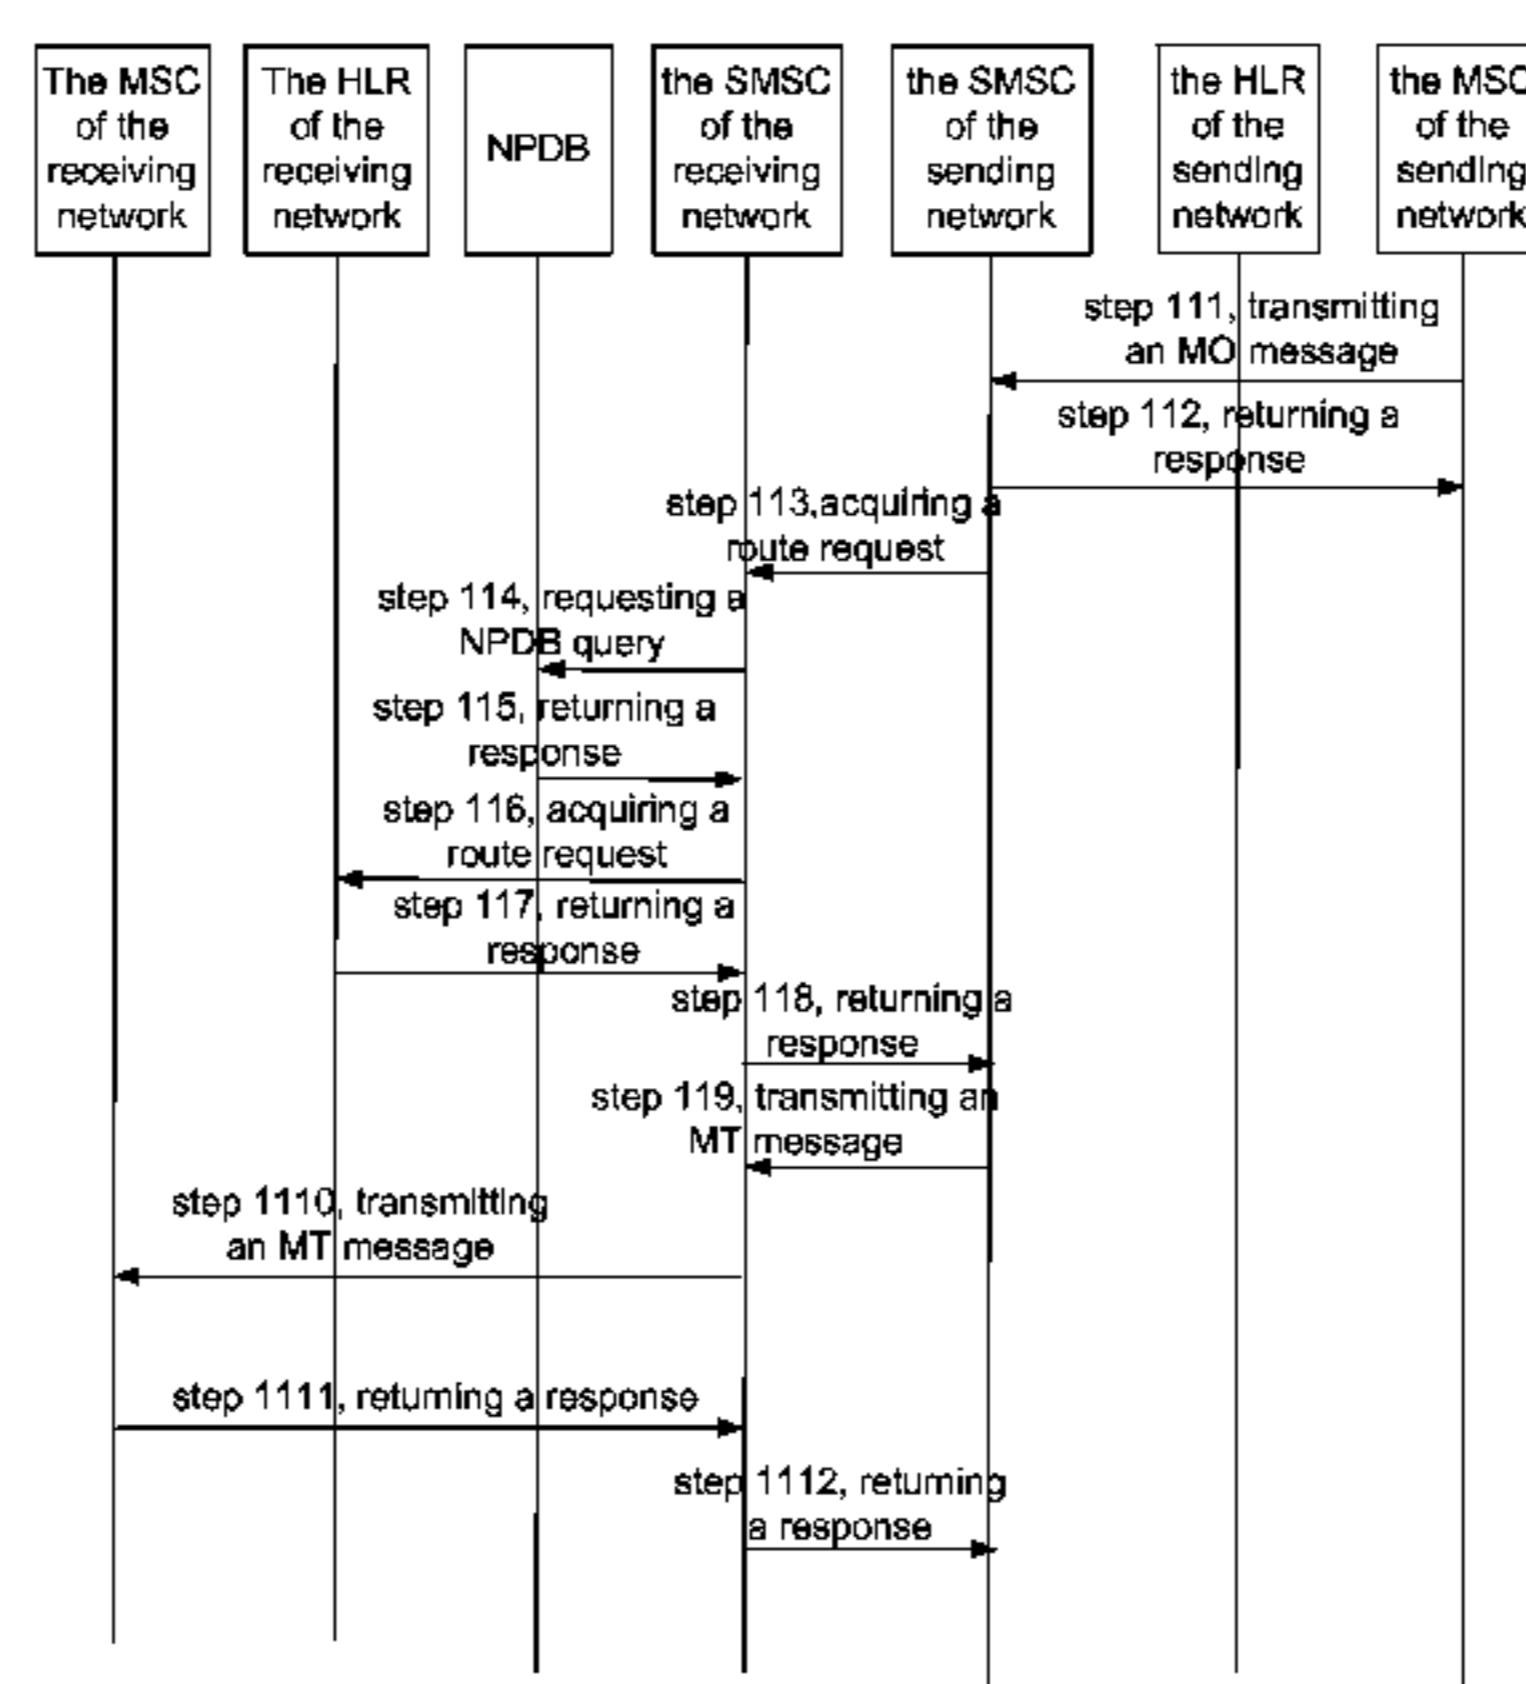 The MSC
of the
receiving
network
The HLR
of the
receiving
network
NPDB
the SMSC
of the
receiving
network
the SMSC
of the
sending
network
the HLR
of the
sending
network
the MSC
of the
sending
network
step 111, transmitting
an MO message
step 112, returning a
response
step 113,acquiring a
route request
step 114, requesting a
NPDB query
step 115, returning a
response
step 116, acquiring a
route request
step 117, returning a
response
step 118, returning a
response
step 119, transmitting an
MT message
step 1110, transmitting
an MT message
step 1111, returning a response
step 1112, returning
a response